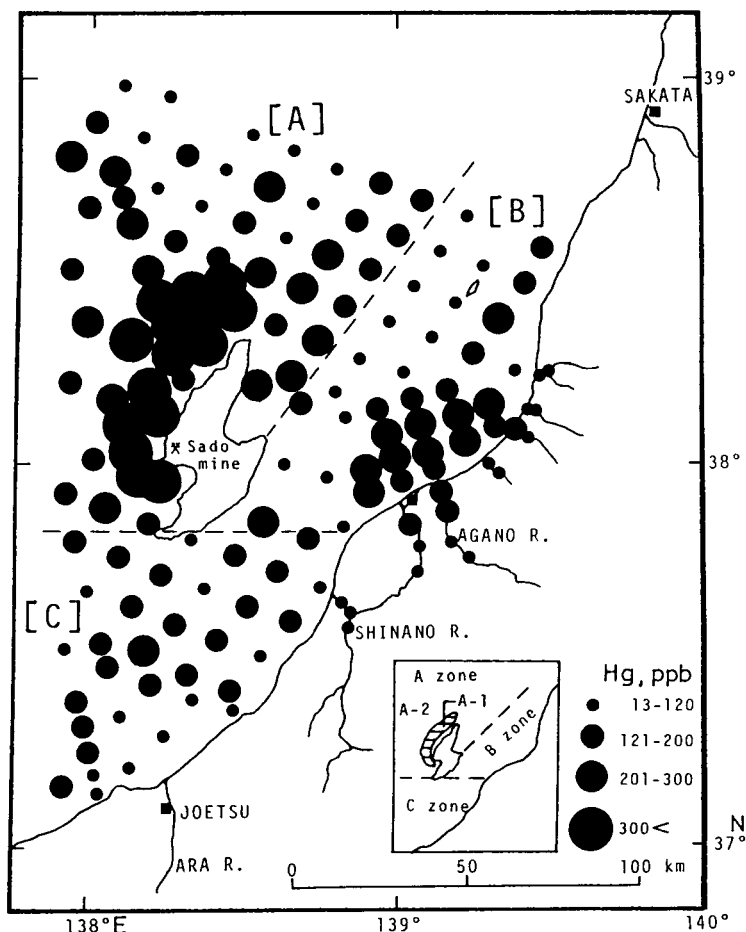 39°
SAKATA
[A]
[B]
Sado
mine
38°
AGANO R.
[C]
SHINANO R.
A zone
A-1
A-2
B zone
C zone
Hg, ppb
13-120
121-200
201-300
300<
JOETSU
ARA R.
N
37°
0 50 100 km
138°E 139° 140°